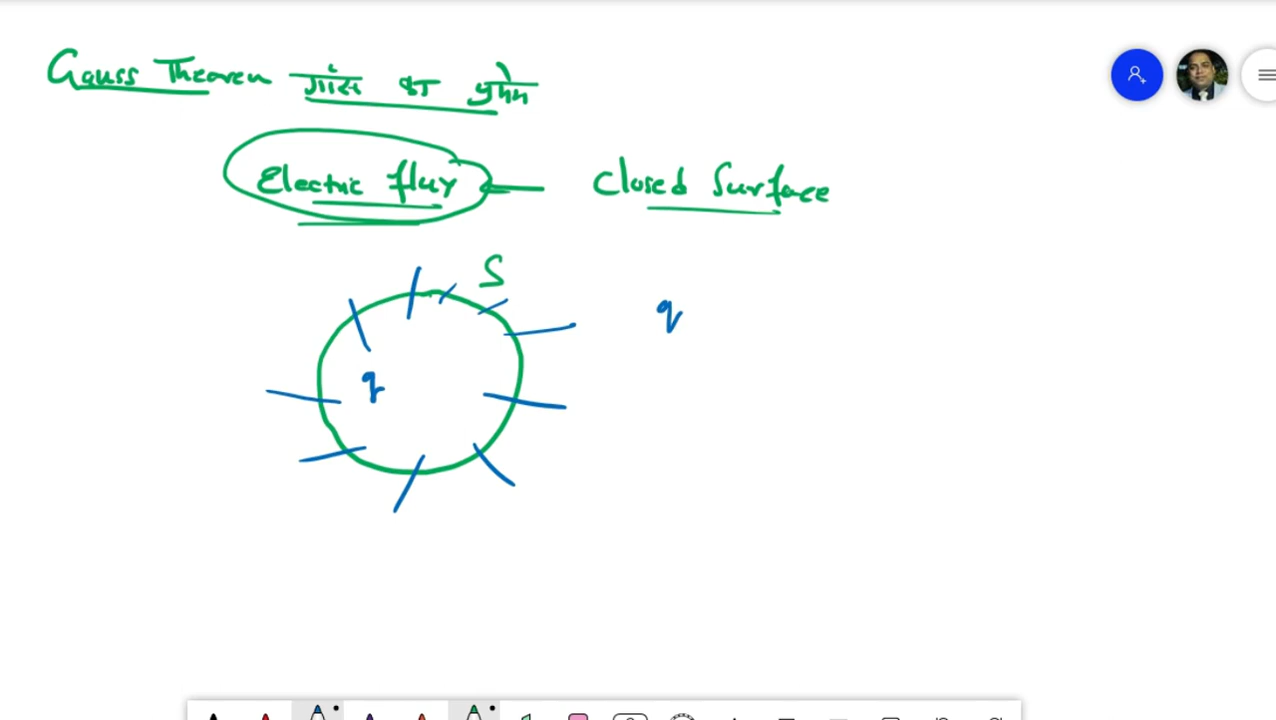 Gauss Theorem गॉस का प्रमेय
Electric flux closed Surface
S
q
q